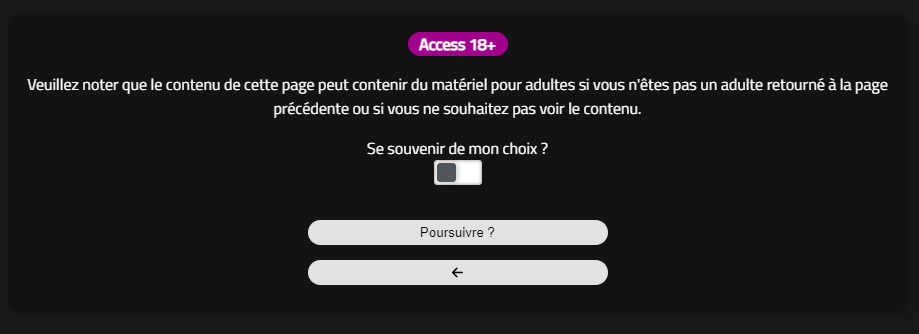 Access 18+
Veuillez noter que le contenu de cette page peut contenir du matériel pour adultes si vous n'êtes pas un adulte retourné à la page
précédente ou si vous ne souhaitez pas voir le contenu.
Se souvenir de mon choix ?
Poursuivre ?
←